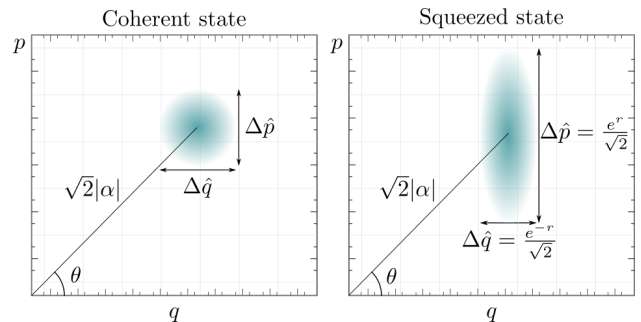 Coherent state
p
Δp̂
√2|α|
Δq̂
θ
q
Squeezed state
p
Δp̂ = e^r/√2
√2|α|
Δq̂ = e^{-r}/√2
θ
q